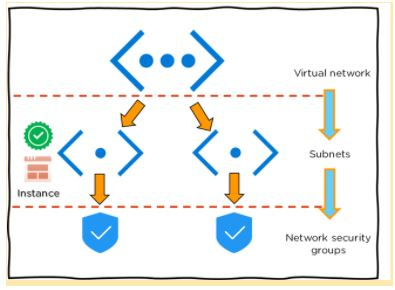 Virtual network
Subnets
Instance
Network security
groups